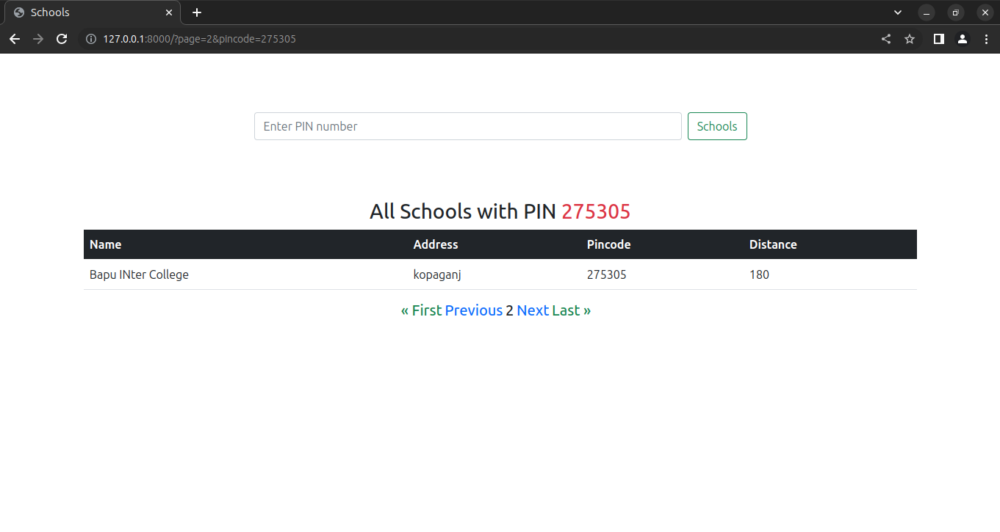 Schools
127.0.0.1:8000/?page=2&pincode=275305
Enter PIN number
Schools
All Schools with PIN 275305
Name Address Pincode Distance
Bapu INter College kopaganj 275305 180
« First Previous 2 Next Last »